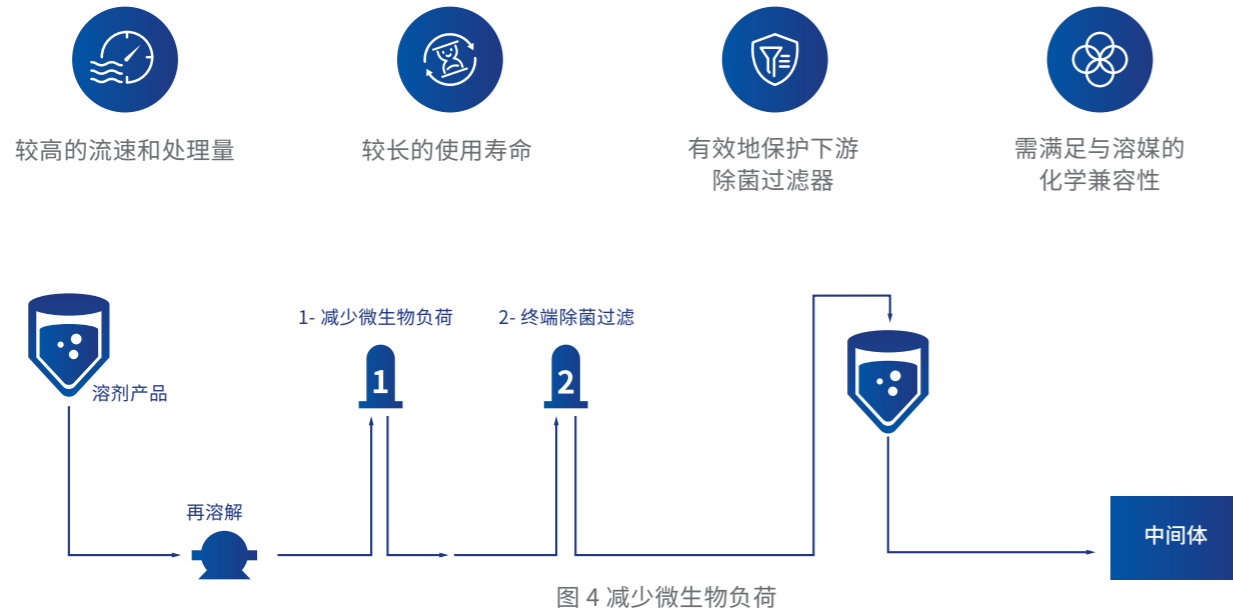 较高的流速和处理量
较长的使用寿命
有效地保护下游
除菌过滤器
需满足与溶媒的
化学兼容性
1- 减少微生物负荷
2- 终端除菌过滤
1
2
溶剂产品
再溶解
中间体
图 4 减少微生物负荷